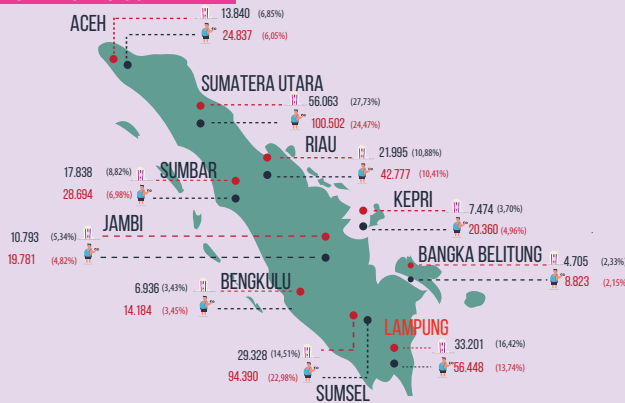 ACEH
13.840 (6,85%)
24.837 (6,05%)
SUMATERA UTARA
56.063 (27,73%)
100.502 (24,47%)
RIAU
21.995 (10,88%)
42.777 (10,41%)
SUMBAR
17.838 (8,82%)
28.694 (6,98%)
KEPRI
7.474 (3,70%)
20.360 (4,96%)
JAMBI
10.793 (5,34%)
19.781 (4,82%)
BANGKA BELITUNG
4.705 (2,33%)
8.823 (2,15%
BENGKULU
6.936 (3,43%)
14.184 (3,45%)
LAMPUNG
33.201 (16,42%)
56.448 (13,74%)
29.328 (14,51%)
94.390 (22,98%)
SUMSEL